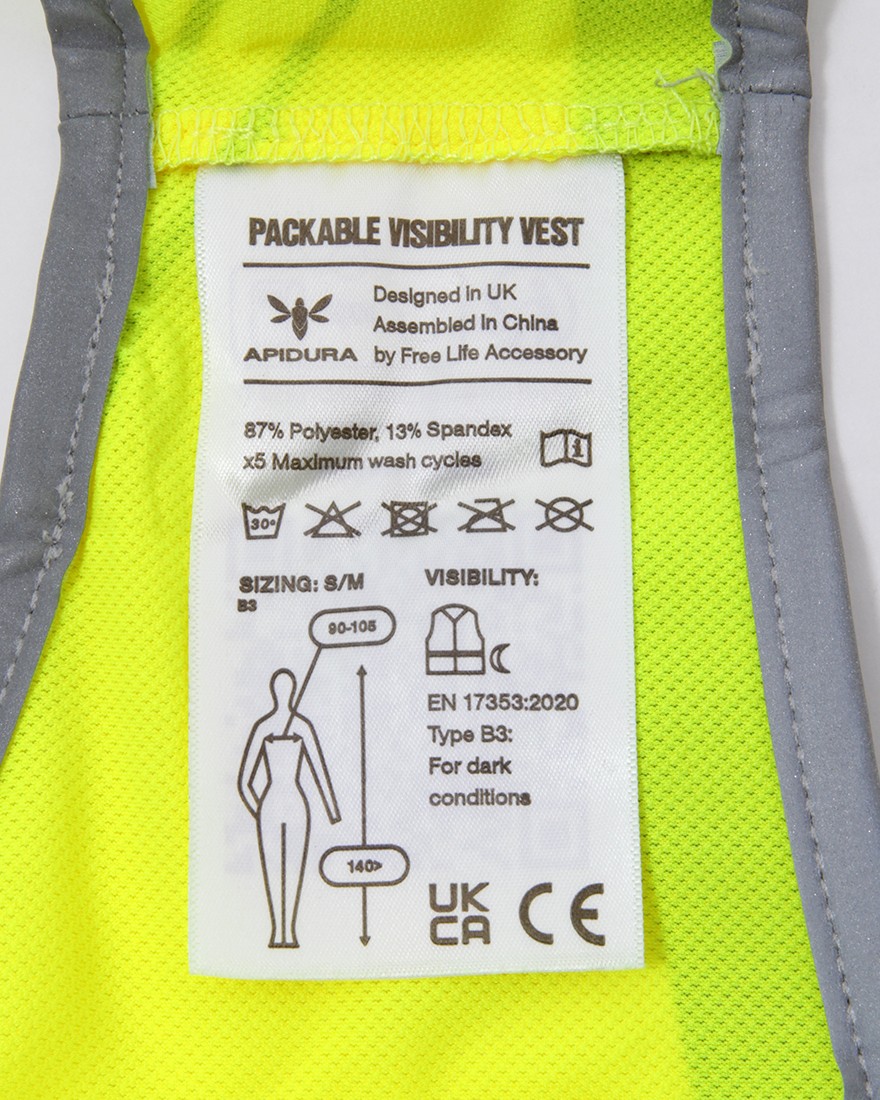 PACKABLE VISIBILITY VEST
Designed in UK
Assembled in China
APIDURA
by Free Life Accessory
87% Polyester, 13% Spandex
x5 Maximum wash cycles
30°
SIZING: S/M
B3
VISIBILITY:
90-105
EN 17353:2020
Type B3:
For dark
conditions
140>
UK
CA
CE